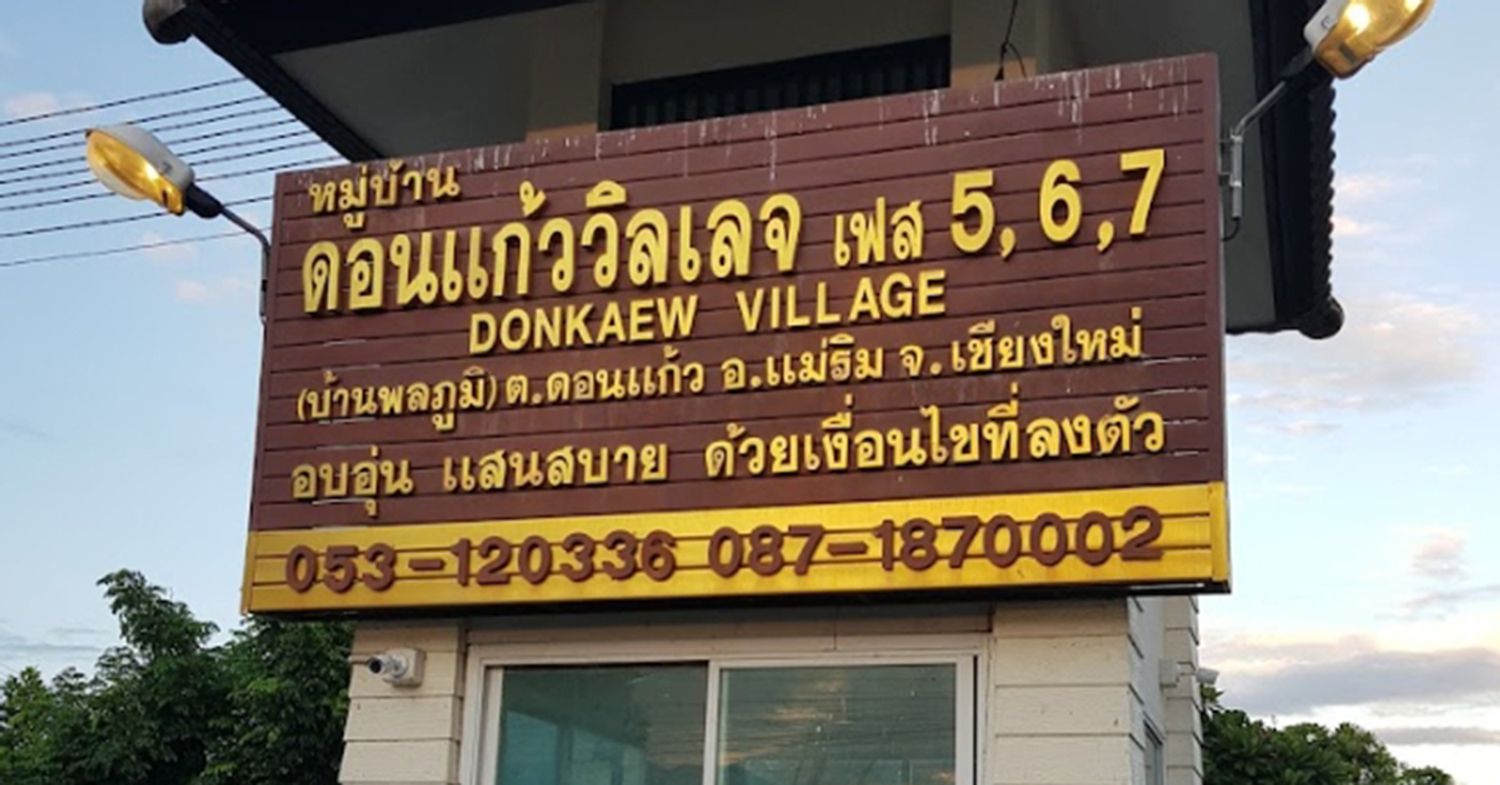 หมู่บ้าน
ดอนแก้ววิลเลจ เฟส 5, 6, 7
DONKAEW VILLAGE
(บ้านพลภูมิ) ต.ดอนแก้ว อ.แม่ริม จ.เชียงใหม่
อบอุ่น แสนสบาย ด้วยเงื่อนไขที่ลงตัว
053-120336 087-1870002